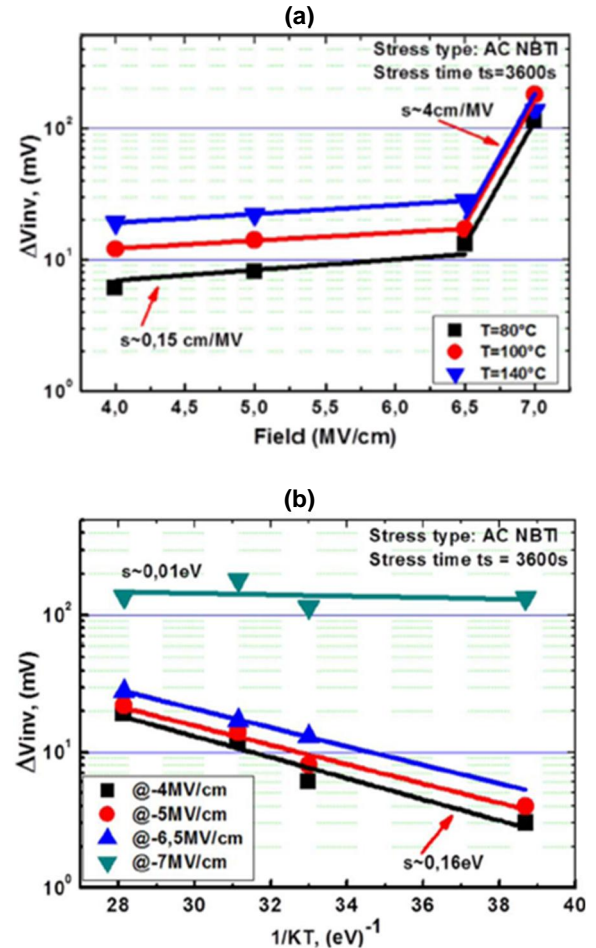 (a)
Stress type: AC NBTI
Stress time ts=3600s
s~4cm/MV
s~0,15 cm/MV
T=80°C
T=100°C
T=140°C
ΔVinv, (mV)
10²
10¹
10⁰
4,0 4,5 5,0 5,5 6,0 6,5 7,0
Field (MV/cm)
(b)
Stress type: AC NBTI
Stress time ts = 3600s
s~0,01eV
@-4MV/cm
@-5MV/cm
@-6,5MV/cm
@-7MV/cm
s~0,16eV
ΔVinv, (mV)
10²
10¹
10⁰
28 30 32 34 36 38 40
1/KT, (eV)⁻¹